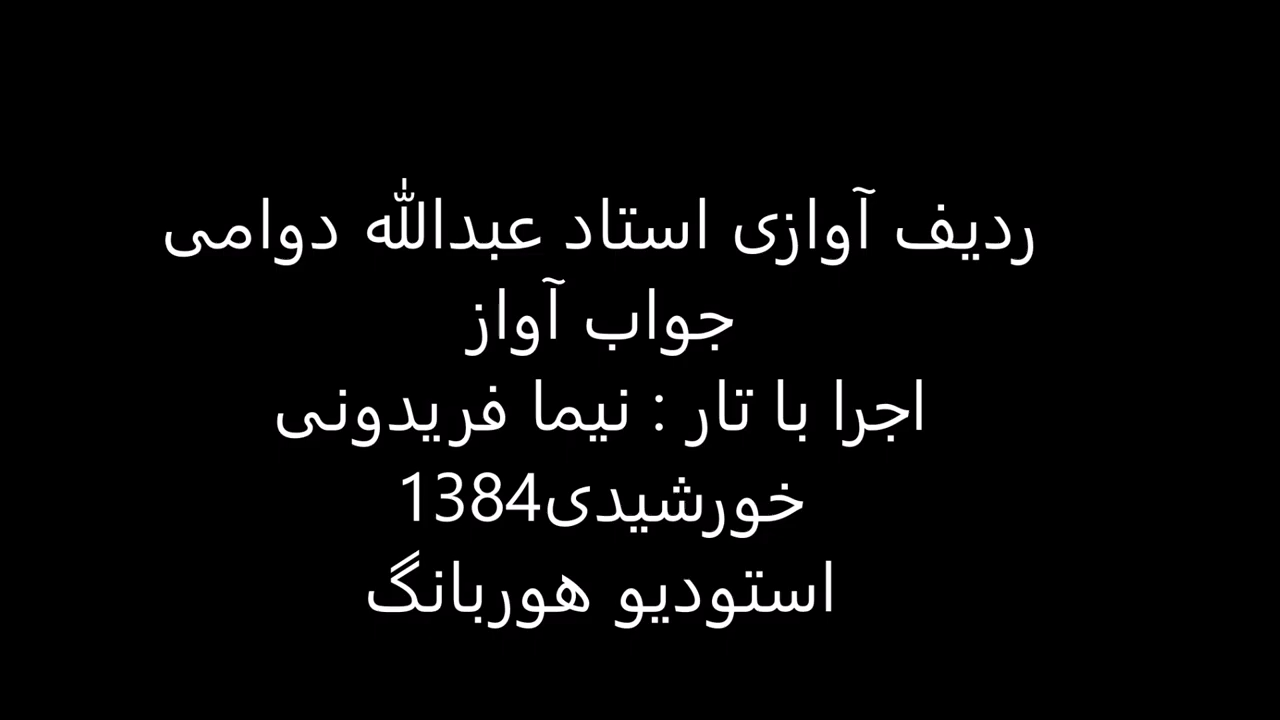 ردیف آوازی استاد عبدالله دوامی
جواب آواز
اجرا با تار : نیما فریدونی
خورشیدی1384
استودیو هوربانگ